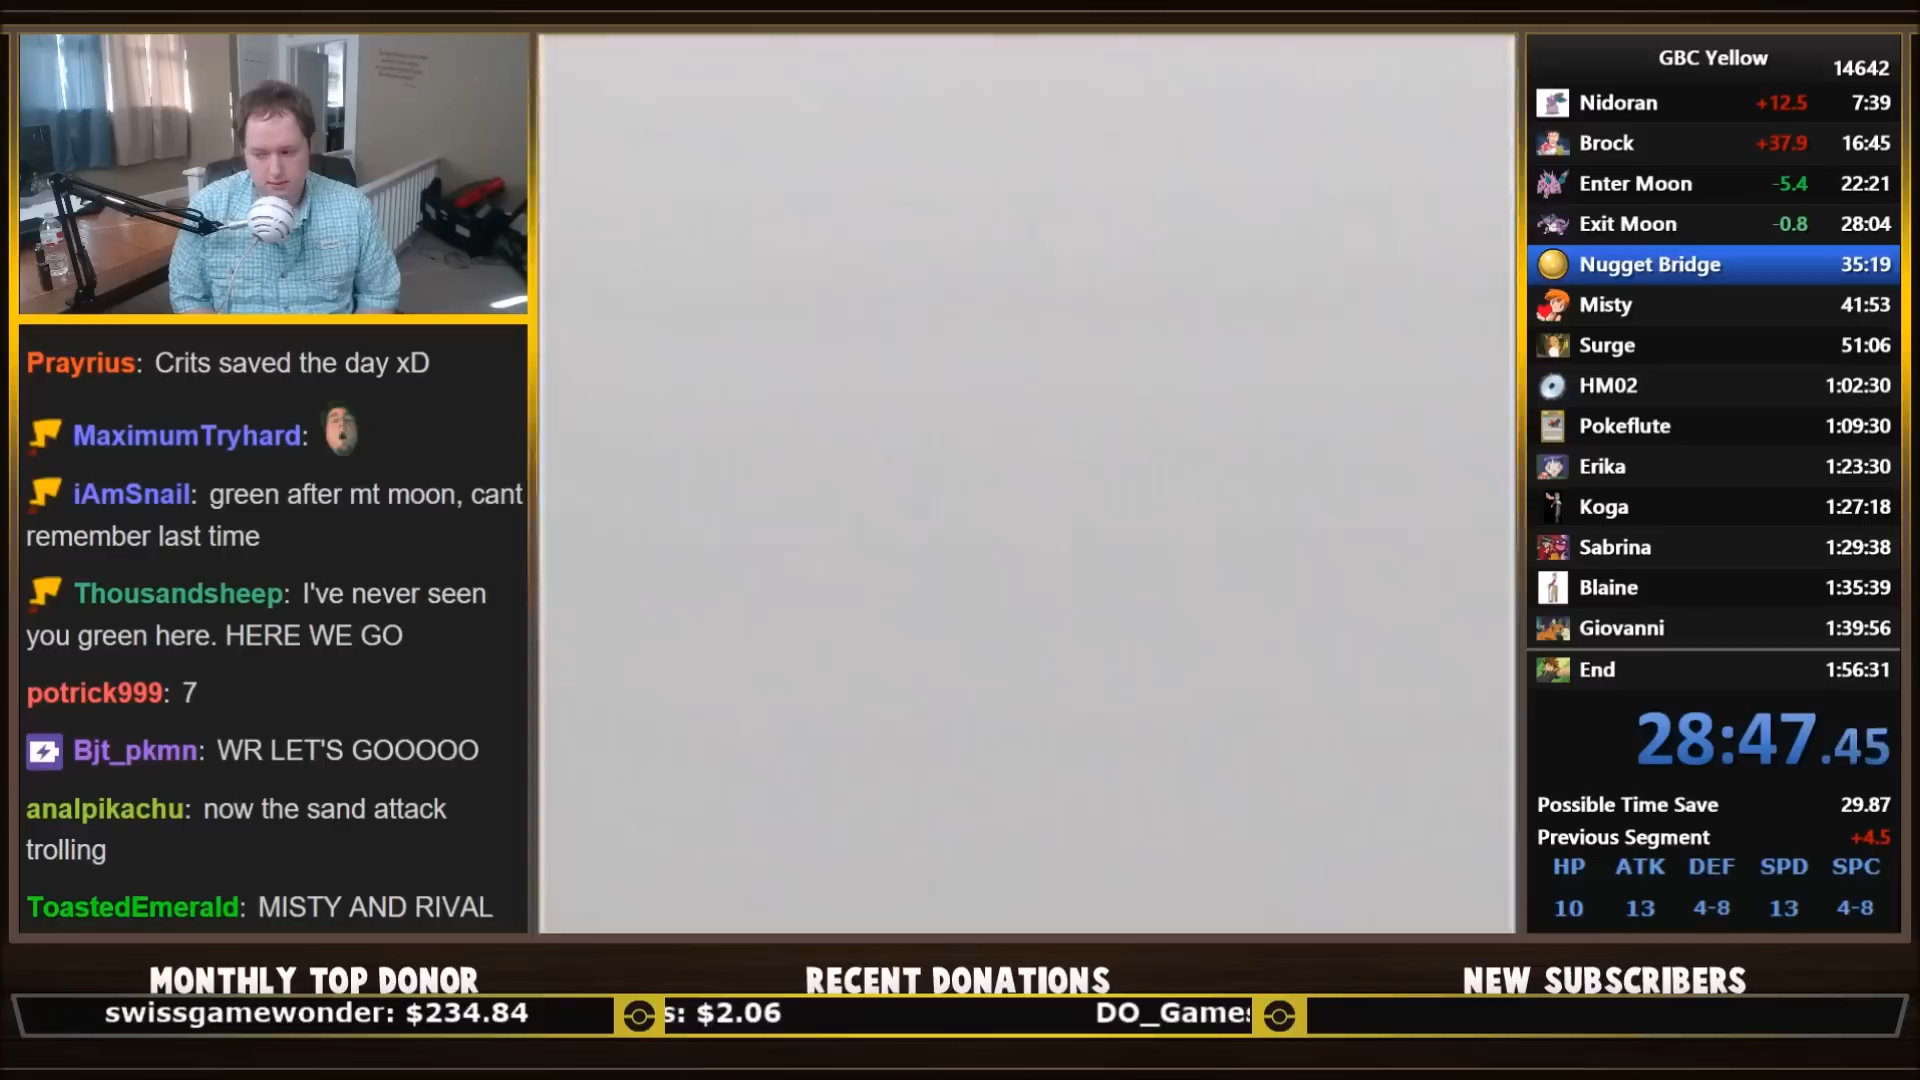 Prayrius: Crits saved the day xD
MaximumTryhard:
iAmSnail: green after mt moon, cant
remember last time
Thousandsheep: I've never seen
you green here. HERE WE GO
potrick999: 7
Bjt_pkmn: WR LET'S GOOOOO
analpikachu: now the sand attack
trolling
ToastedEmerald: MISTY AND RIVAL
GBC Yellow 14642
Nidoran +12.5 7:39
Brock +37.9 16:45
Enter Moon -5.4 22:21
Exit Moon -0.8 28:04
Nugget Bridge 35:19
Misty 41:53
Surge 51:06
HM02 1:02:30
Pokeflute 1:09:30
Erika 1:23:30
Koga 1:27:18
Sabrina 1:29:38
Blaine 1:35:39
Giovanni 1:39:56
End 1:56:31
28:47.45
Possible Time Save 29.87
Previous Segment +4.5
HP ATK DEF SPD SPC
10 13 4-8 13 4-8
MONTHLY TOP DONOR
swissgamewonder: $234.84
RECENT DONATIONS
s: $2.06 DO_Games
NEW SUBSCRIBERS